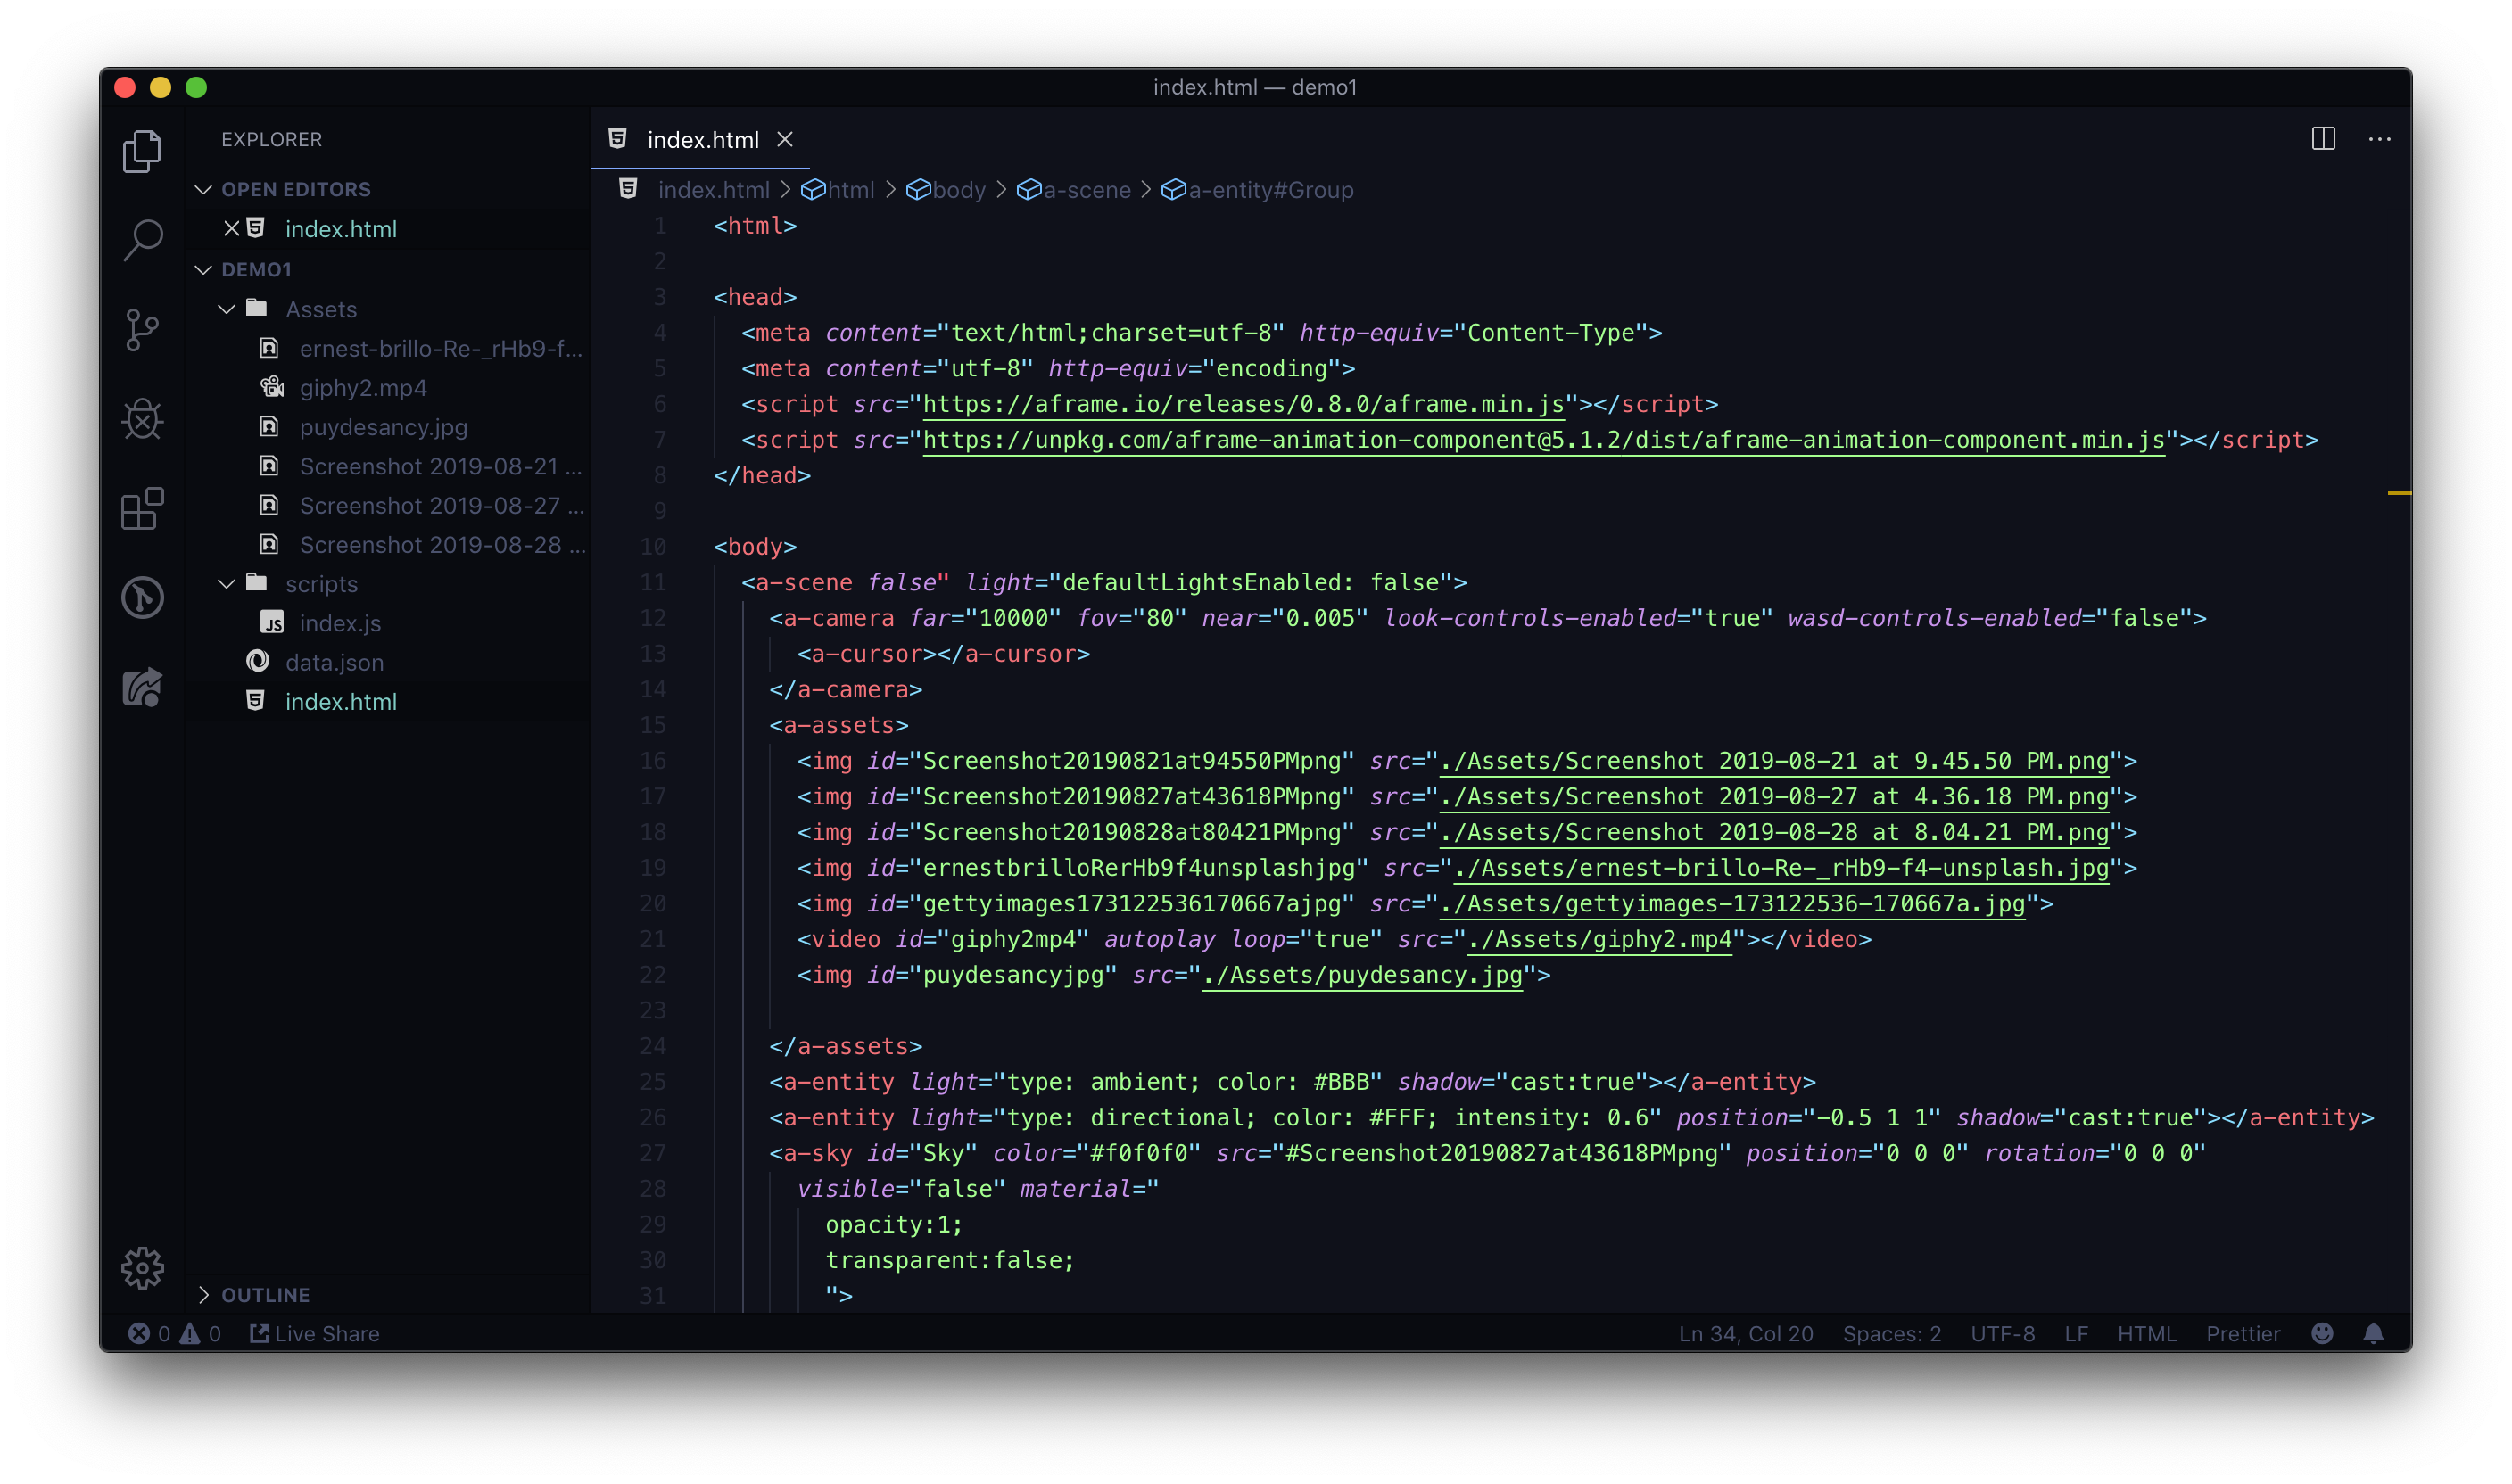 index.html — demo1
EXPLORER
OPEN EDITORS
index.html
DEMO1
Assets
ernest-brillo-Re-_rHb9-f...
giphy2.mp4
puydesancy.jpg
Screenshot 2019-08-21 ...
Screenshot 2019-08-27 ...
Screenshot 2019-08-28 ...
scripts
JS index.js
data.json
index.html
OUTLINE
index.html
index.html > html > body > a-scene > a-entity#Group
1 <html>
2
3 <head>
4 <meta content="text/html;charset=utf-8" http-equiv="Content-Type">
5 <meta content="utf-8" http-equiv="encoding">
6 <script src="https://aframe.io/releases/0.8.0/aframe.min.js"></script>
7 <script src="https://unpkg.com/aframe-animation-component@5.1.2/dist/aframe-animation-component.min.js"></script>
8 </head>
9
10 <body>
11 <a-scene false" light="defaultLightsEnabled: false">
12 <a-camera far="10000" fov="80" near="0.005" look-controls-enabled="true" wasd-controls-enabled="false">
13 <a-cursor></a-cursor>
14 </a-camera>
15 <a-assets>
16 <img id="Screenshot20190821at94550PMpng" src="./Assets/Screenshot 2019-08-21 at 9.45.50 PM.png">
17 <img id="Screenshot20190827at43618PMpng" src="./Assets/Screenshot 2019-08-27 at 4.36.18 PM.png">
18 <img id="Screenshot20190828at80421PMpng" src="./Assets/Screenshot 2019-08-28 at 8.04.21 PM.png">
19 <img id="ernestbrilloRerHb9f4unsplashjpg" src="./Assets/ernest-brillo-Re-_rHb9-f4-unsplash.jpg">
20 <img id="gettyimages173122536170667ajpg" src="./Assets/gettyimages-173122536-170667a.jpg">
21 <video id="giphy2mp4" autoplay loop="true" src="./Assets/giphy2.mp4"></video>
22 <img id="puydesancyjpg" src="./Assets/puydesancy.jpg">
23
24 </a-assets>
25 <a-entity light="type: ambient; color: #BBB" shadow="cast:true"></a-entity>
26 <a-entity light="type: directional; color: #FFF; intensity: 0.6" position="-0.5 1 1" shadow="cast:true"></a-entity>
27 <a-sky id="Sky" color="#f0f0f0" src="#Screenshot20190827at43618PMpng" position="0 0 0" rotation="0 0 0"
28 visible="false" material="
29 opacity:1;
30 transparent:false;
31 ">
0 0 Live Share Ln 34, Col 20 Spaces: 2 UTF-8 LF HTML Prettier